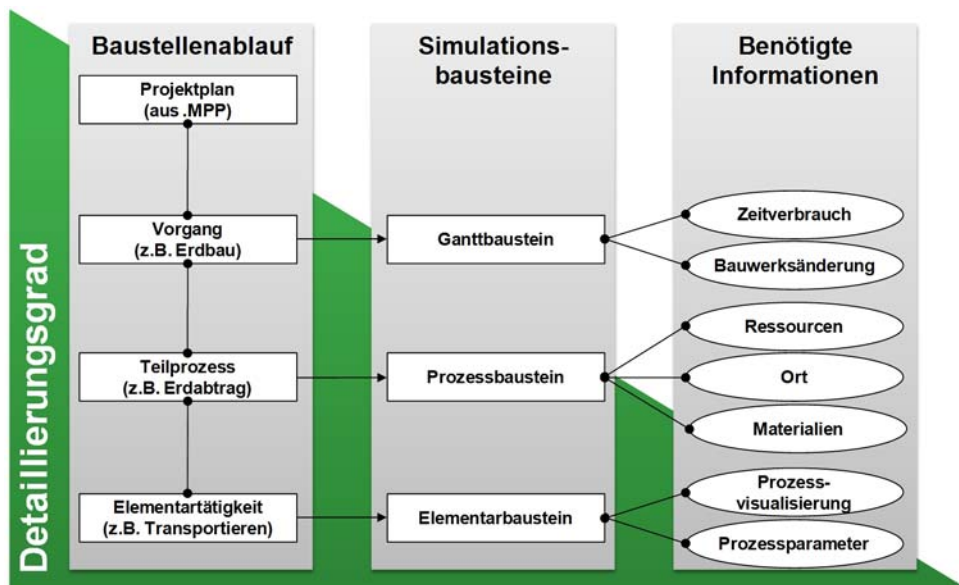 Detaillierungsgrad
Baustellenablauf
Projektplan
(aus .MPP)
Vorgang
(z.B. Erdbau)
Teilprozess
(z.B. Erdabtrag)
Elementartätigkeit
(z.B. Transportieren)
Simulations-
bausteine
Ganttbaustein
Prozessbaustein
Elementarbaustein
Benötigte
Informationen
Zeitverbrauch
Bauwerksänderung
Ressourcen
Ort
Materialien
Prozess-
visualisierung
Prozessparameter